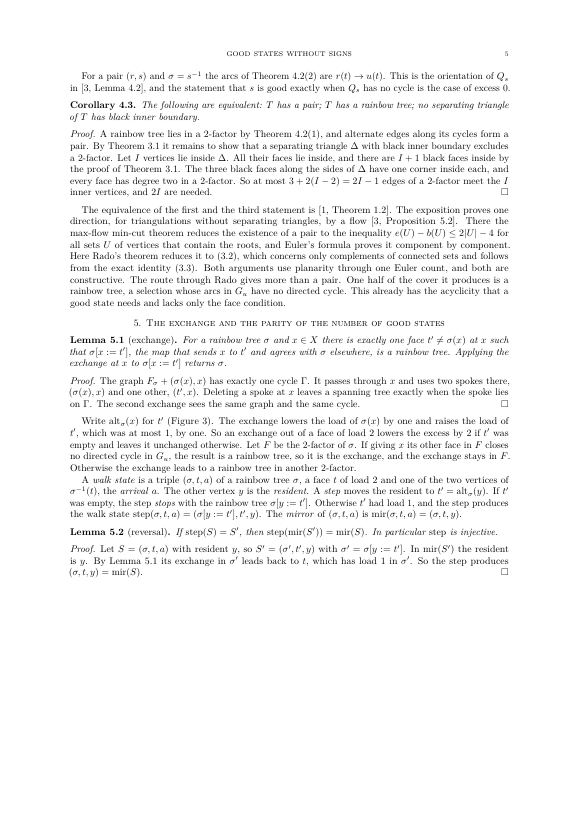 GOOD STATES WITHOUT SIGNS 5
For a pair (r, s) and σ = s⁻¹ the arcs of Theorem 4.2(2) are r(t) → u(t). This is the orientation of Q_s
in [3, Lemma 4.2], and the statement that s is good exactly when Q_s has no cycle is the case of excess 0.
Corollary 4.3. The following are equivalent: T has a pair; T has a rainbow tree; no separating triangle
of T has black inner boundary.
Proof. A rainbow tree lies in a 2-factor by Theorem 4.2(1), and alternate edges along its cycles form a
pair. By Theorem 3.1 it remains to show that a separating triangle Δ with black inner boundary excludes
a 2-factor. Let I vertices lie inside Δ. All their faces lie inside, and there are I + 1 black faces inside by
the proof of Theorem 3.1. The three black faces along the sides of Δ have one corner inside each, and
every face has degree two in a 2-factor. So at most 3 + 2(I − 2) = 2I − 1 edges of a 2-factor meet the I
inner vertices, and 2I are needed. □
The equivalence of the first and the third statement is [1, Theorem 1.2]. The exposition proves one
direction, for triangulations without separating triangles, by a flow [3, Proposition 5.2]. There the
max-flow min-cut theorem reduces the existence of a pair to the inequality e(U) − b(U) ≤ 2|U| − 4 for
all sets U of vertices that contain the roots, and Euler's formula proves it component by component.
Here Rado's theorem reduces it to (3.2), which concerns only complements of connected sets and follows
from the exact identity (3.3). Both arguments use planarity through one Euler count, and both are
constructive. The route through Rado gives more than a pair. One half of the cover it produces is a
rainbow tree, a selection whose arcs in G_u have no directed cycle. This already has the acyclicity that a
good state needs and lacks only the face condition.
5. The exchange and the parity of the number of good states
Lemma 5.1 (exchange). For a rainbow tree σ and x ∈ X there is exactly one face t′ ≠ σ(x) at x such
that σ[x := t′], the map that sends x to t′ and agrees with σ elsewhere, is a rainbow tree. Applying the
exchange at x to σ[x := t′] returns σ.
Proof. The graph F_σ + (σ(x), x) has exactly one cycle Γ. It passes through x and uses two spokes there,
(σ(x), x) and one other, (t′, x). Deleting a spoke at x leaves a spanning tree exactly when the spoke lies
on Γ. The second exchange sees the same graph and the same cycle. □
Write alt_σ(x) for t′ (Figure 3). The exchange lowers the load of σ(x) by one and raises the load of
t′, which was at most 1, by one. So an exchange out of a face of load 2 lowers the excess by 2 if t′ was
empty and leaves it unchanged otherwise. Let F be the 2-factor of σ. If giving x its other face in F closes
no directed cycle in G_u, the result is a rainbow tree, so it is the exchange, and the exchange stays in F.
Otherwise the exchange leads to a rainbow tree in another 2-factor.
A walk state is a triple (σ, t, a) of a rainbow tree σ, a face t of load 2 and one of the two vertices of
σ⁻¹(t), the arrival a. The other vertex y is the resident. A step moves the resident to t′ = alt_σ(y). If t′
was empty, the step stops with the rainbow tree σ[y := t′]. Otherwise t′ had load 1, and the step produces
the walk state step(σ, t, a) = (σ[y := t′], t′, y). The mirror of (σ, t, a) is mir(σ, t, a) = (σ, t, y).
Lemma 5.2 (reversal). If step(S) = S′, then step(mir(S′)) = mir(S). In particular step is injective.
Proof. Let S = (σ, t, a) with resident y, so S′ = (σ′, t′, y) with σ′ = σ[y := t′]. In mir(S′) the resident
is y. By Lemma 5.1 its exchange in σ′ leads back to t, which has load 1 in σ′. So the step produces
(σ, t, y) = mir(S). □